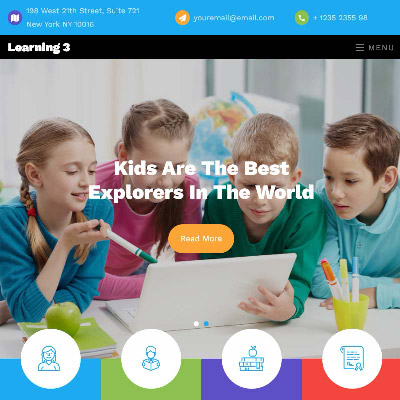 198 West 21th Street, Suite 721
New York NY 10016
youremail@email.com
+ 1235 2355 98
Learning 3
MENU
Kids Are The Best
Explorers In The World
Read More